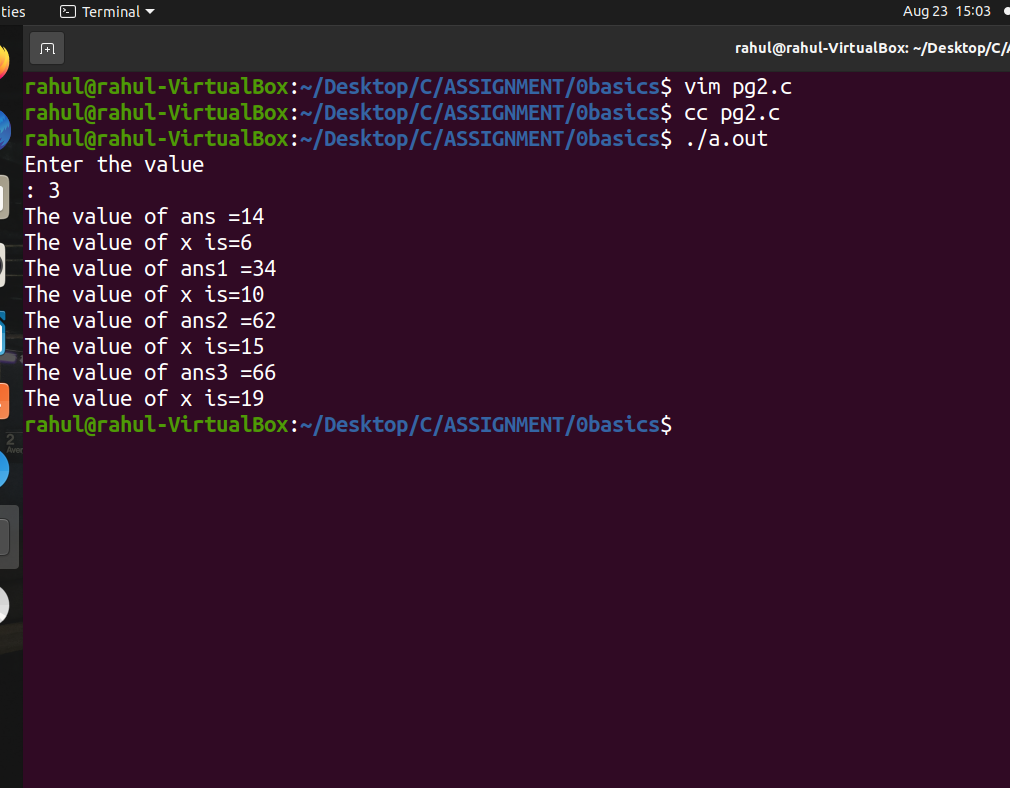 ties Terminal Aug 23 15:03
rahul@rahul-VirtualBox: ~/Desktop/C/
rahul@rahul-VirtualBox:~/Desktop/C/ASSIGNMENT/0basics$ vim pg2.c
rahul@rahul-VirtualBox:~/Desktop/C/ASSIGNMENT/0basics$ cc pg2.c
rahul@rahul-VirtualBox:~/Desktop/C/ASSIGNMENT/0basics$ ./a.out
Enter the value
: 3
The value of ans =14
The value of x is=6
The value of ans1 =34
The value of x is=10
The value of ans2 =62
The value of x is=15
The value of ans3 =66
The value of x is=19
rahul@rahul-VirtualBox:~/Desktop/C/ASSIGNMENT/0basics$